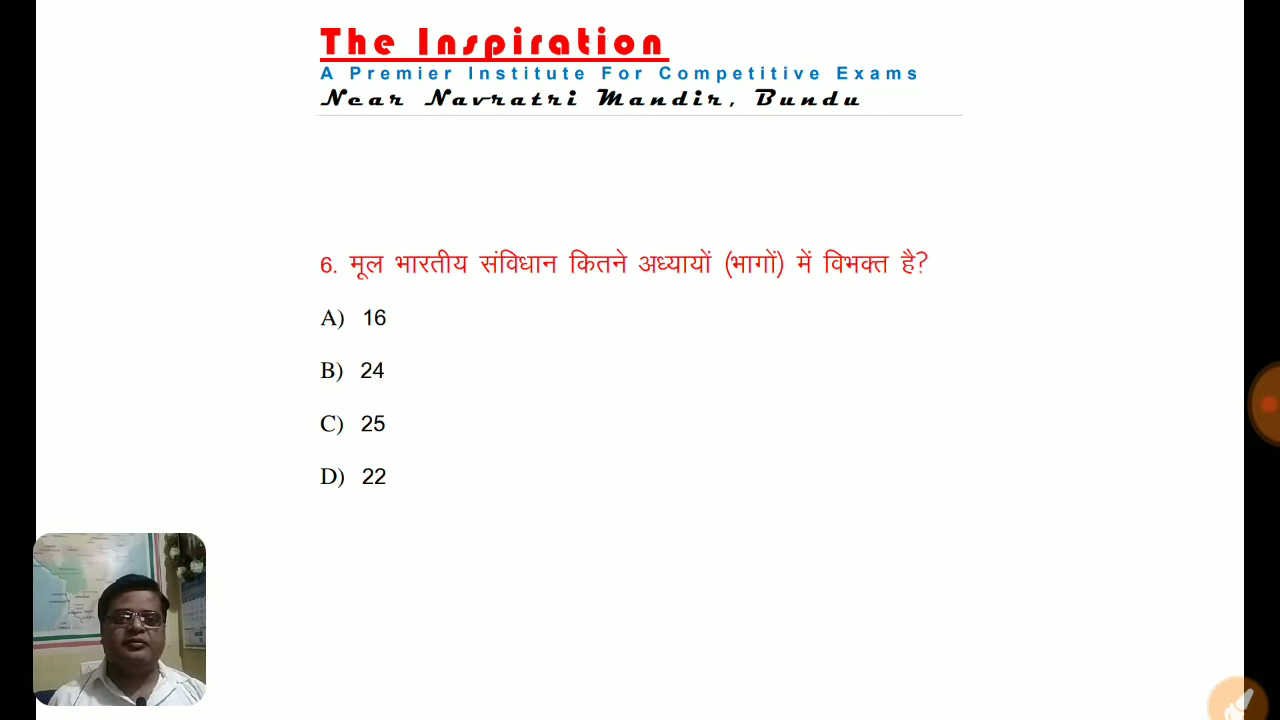 The Inspiration
A Premier Institute For Competitive Exams
Near Navratri Mandir, Bundu
6. मूल भारतीय संविधान कितने अध्यायों (भागों) में विभक्त है?
A) 16
B) 24
C) 25
D) 22